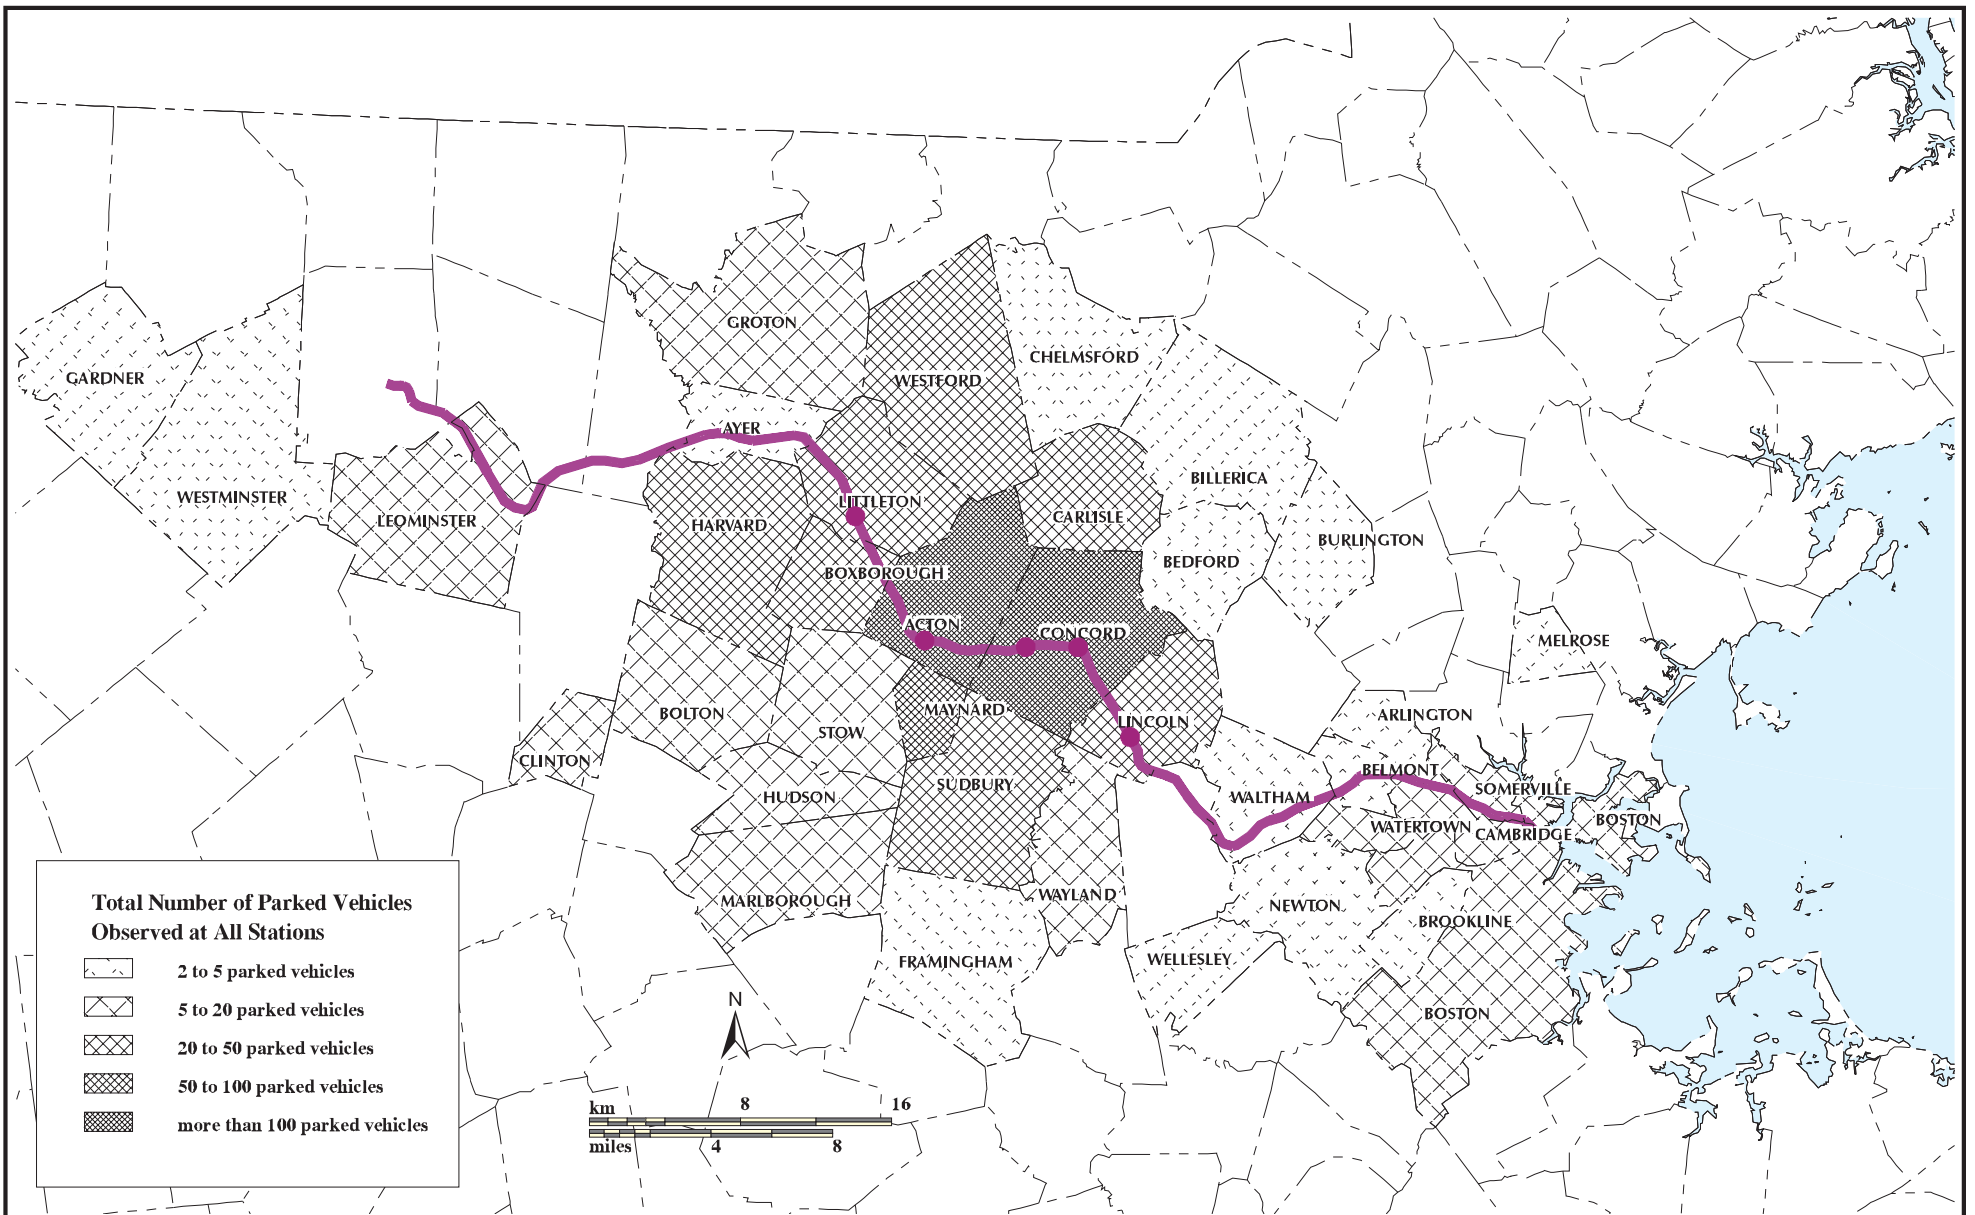 GROTON
CHELMSFORD
GARDNER
WESTFORD
AYER
BILLERICA
WESTMINSTER
LITTLETON
LEOMINSTER
HARVARD
CARLISLE
BURLINGTON
BEDFORD
BOXBOROUGH
ACTON
CONCORD
MELROSE
BOLTON
MAYNARD
ARLINGTON
LINCOLN
STOW
CLINTON
BELMONT
SUDBURY
SOMERVILLE
HUDSON
WALTHAM
BOSTON
WATERTOWN
CAMBRIDGE
WAYLAND
MARLBOROUGH
NEWTON
BROOKLINE
FRAMINGHAM
WELLESLEY
BOSTON
Total Number of Parked Vehicles
Observed at All Stations
2 to 5 parked vehicles
5 to 20 parked vehicles
20 to 50 parked vehicles
50 to 100 parked vehicles
more than 100 parked vehicles
N
km 8 16
miles 4 8